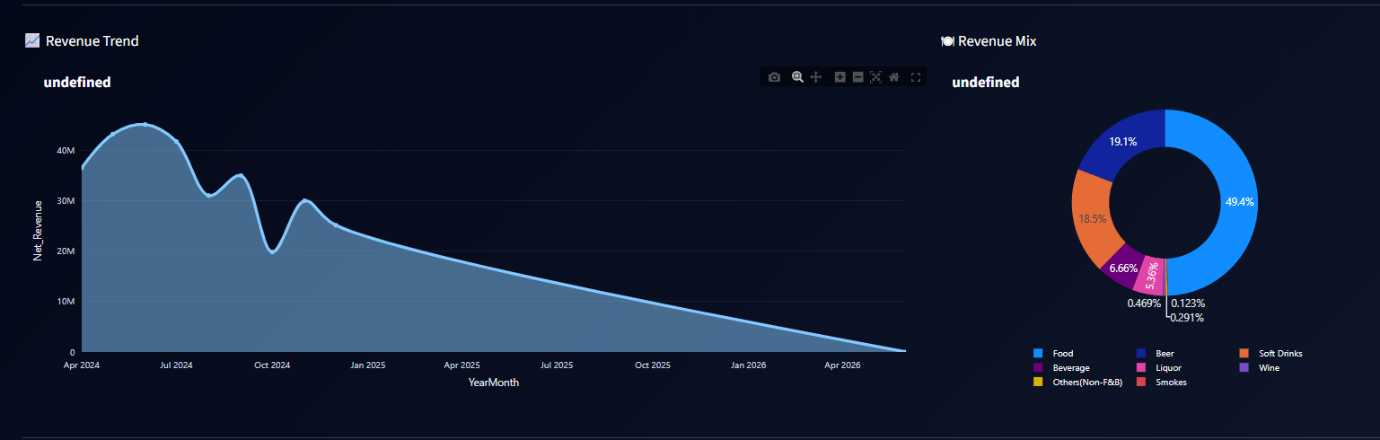 📈 Revenue Trend
undefined
40M
30M
20M
10M
0
Net_Revenue
Apr 2024 Jul 2024 Oct 2024 Jan 2025 Apr 2025 Jul 2025 Oct 2025 Jan 2026 Apr 2026
YearMonth
🍽️ Revenue Mix
undefined
19.1%
49.4%
18.5%
6.66%
5.36%
0.469% 0.123%
0.291%
Food Beer Soft Drinks
Beverage Liquor Wine
Others(Non-F&B) Smokes